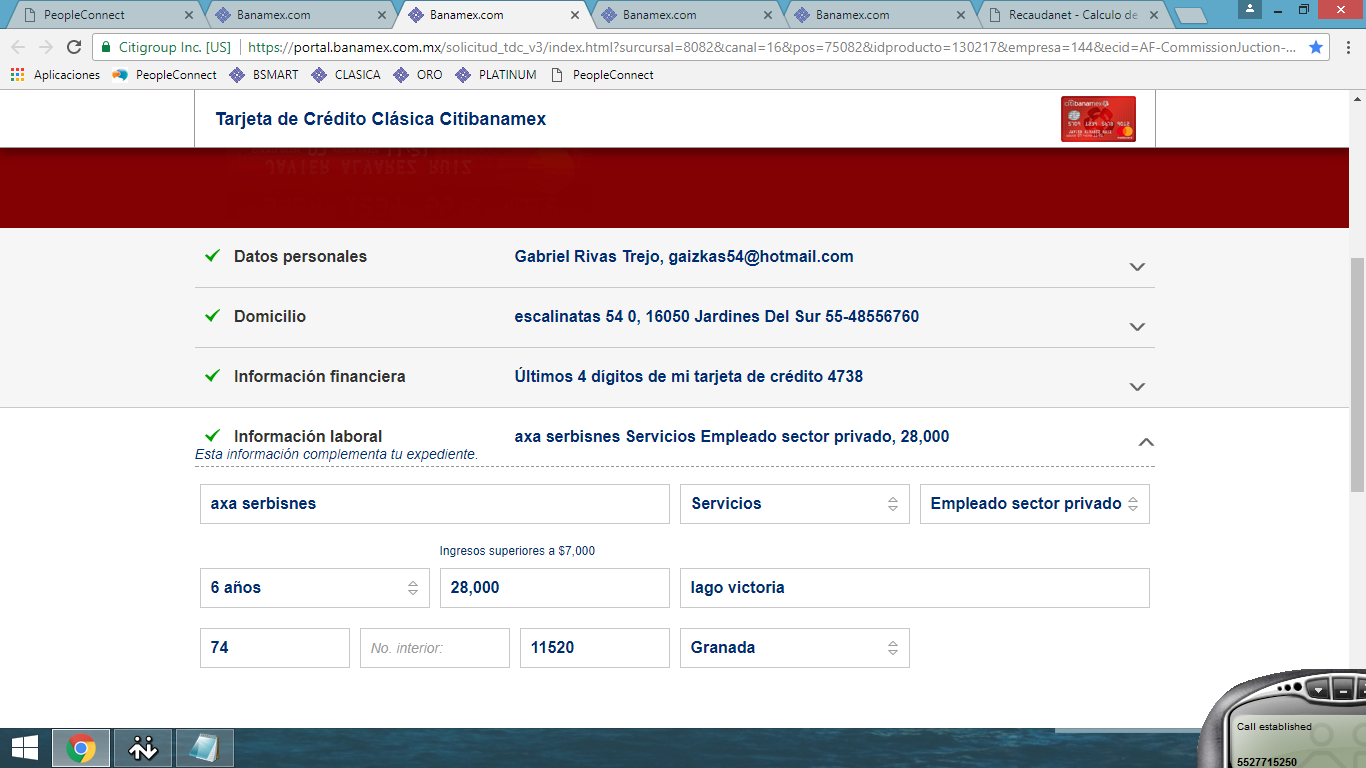 PeopleConnect
Banamex.com
Banamex.com
Banamex.com
Banamex.com
Recaudanet - Calculo de
Citigroup Inc. [US]
https://portal.banamex.com.mx/solicitud_tdc_v3/index.html?surcursal=8082&canal=16&pos=75082&idproducto=130217&empresa=144&ecid=AF-CommissionJuction-...
Aplicaciones PeopleConnect BSMART CLASICA ORO PLATINUM PeopleConnect
Tarjeta de Crédito Clásica Citibanamex
citibanamex
JAVIER ALVAREZ RUIZ
Datos personales Gabriel Rivas Trejo, gaizkas54@hotmail.com
Domicilio escalinatas 54 0, 16050 Jardines Del Sur 55-48556760
Información financiera Últimos 4 dígitos de mi tarjeta de crédito 4738
Información laboral axa serbisnes Servicios Empleado sector privado, 28,000
Esta información complementa tu expediente.
axa serbisnes Servicios Empleado sector privado
Ingresos superiores a $7,000
6 años 28,000 lago victoria
74 No. interior: 11520 Granada
Call established
5527715250